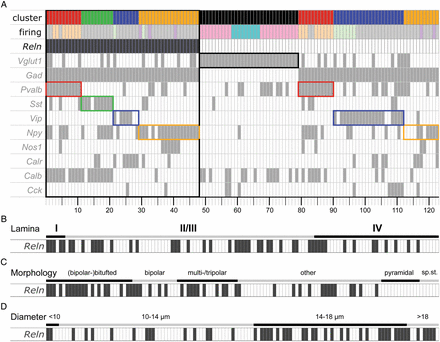 A
cluster
firing
Reln
Vglut1
Gad
Pvalb
Sst
Vip
Npy
Nos1
Calr
Calb
Cck
0 10 20 30 40 50 60 70 80 90 100 110 120
B
Lamina I II/III IV
Reln
C
Morphology (bipolar-)bitufted bipolar multi-/tripolar other pyramidal sp.st.
Reln
D
Diameter <10 10-14 µm 14-18 µm >18
Reln